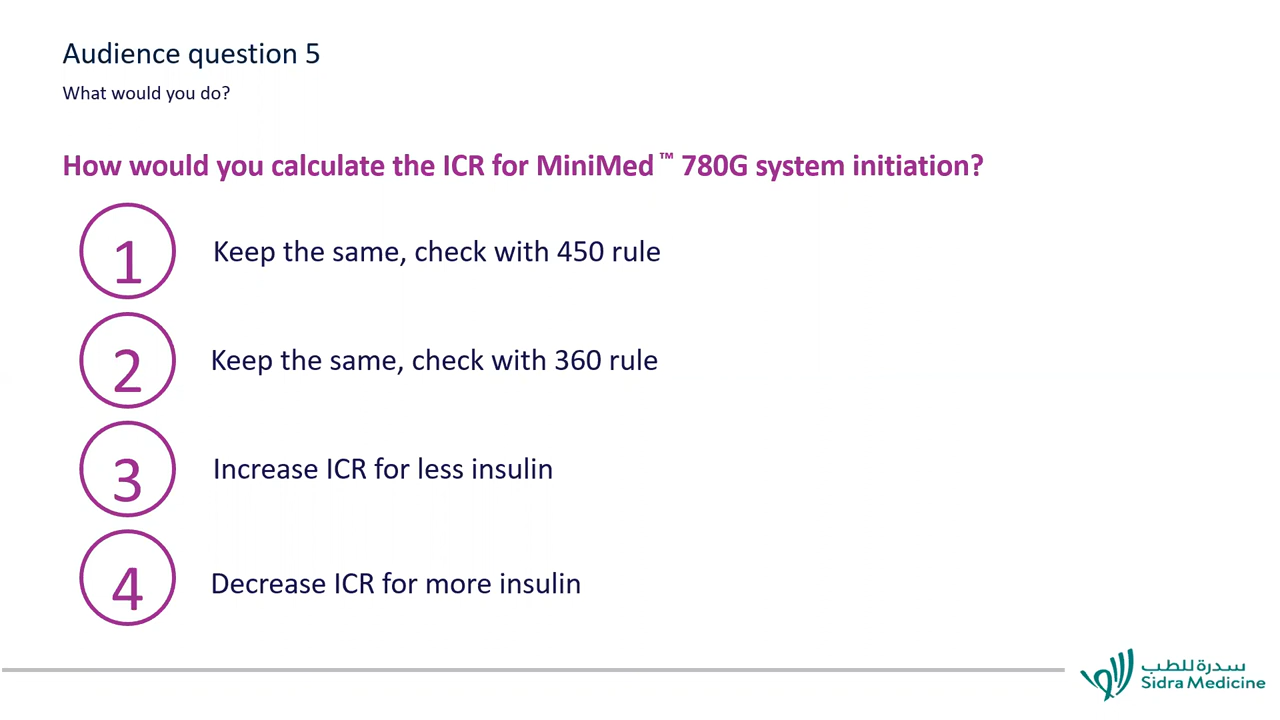 Audience question 5
What would you do?
How would you calculate the ICR for MiniMed™ 780G system initiation?
1 Keep the same, check with 450 rule
2 Keep the same, check with 360 rule
3 Increase ICR for less insulin
4 Decrease ICR for more insulin
سدرة للطب
Sidra Medicine